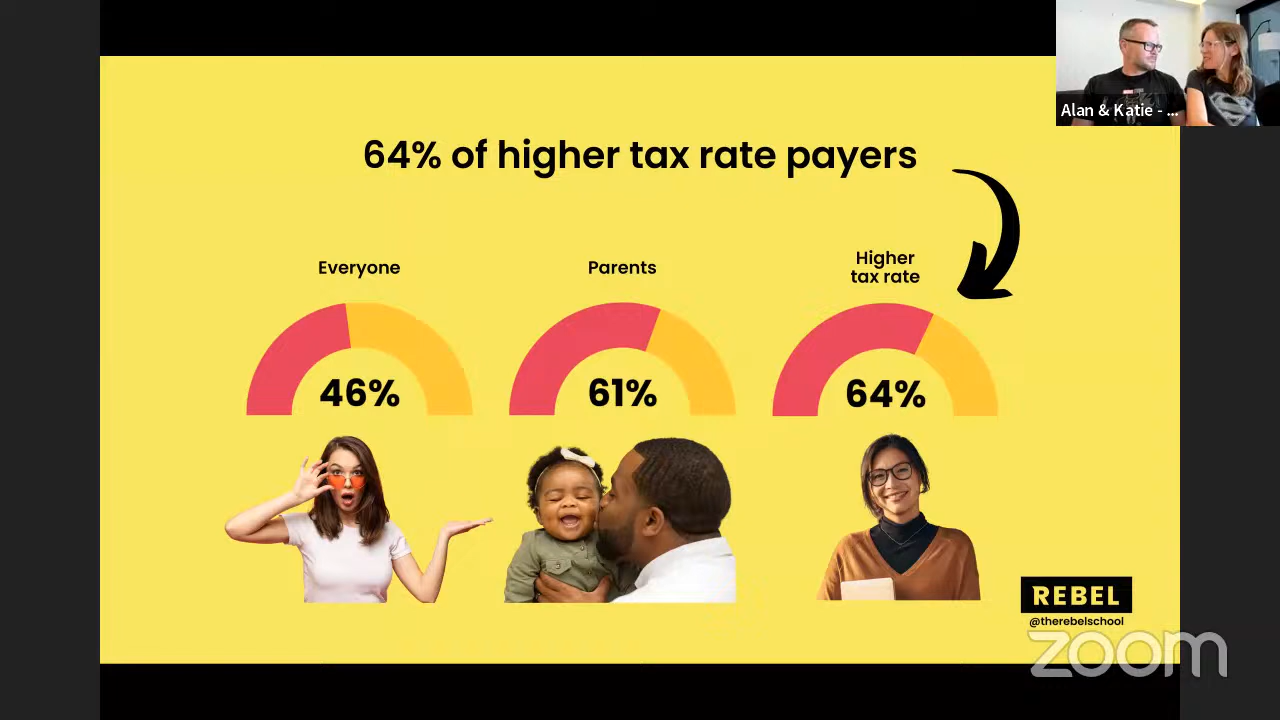 Alan & Katie - ...
64% of higher tax rate payers
Everyone
Parents
Higher
tax rate
46%
61%
64%
REBEL
@therebelschool
zoom